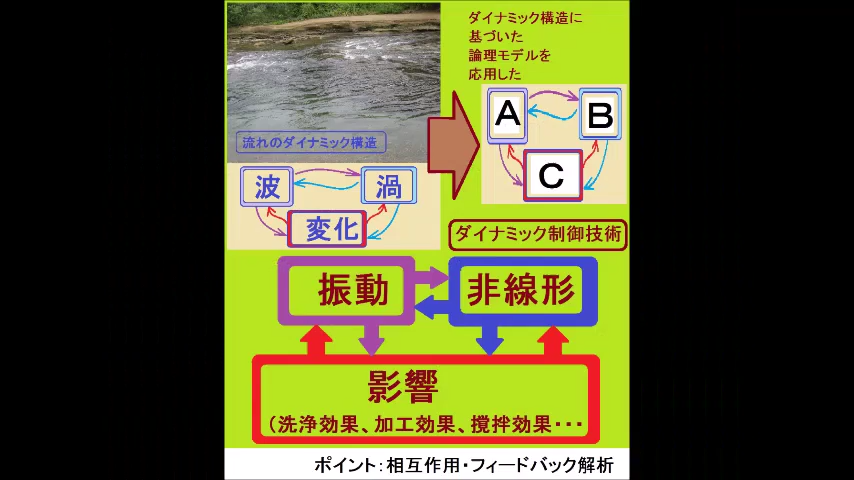 ダイナミック構造に
基づいた
論理モデルを
応用した
流れのダイナミック構造
A
B
C
波
渦
変化
ダイナミック制御技術
振動
非線形
影響
(洗浄効果、加工効果、撹拌効果・・・
ポイント:相互作用・フィードバック解析